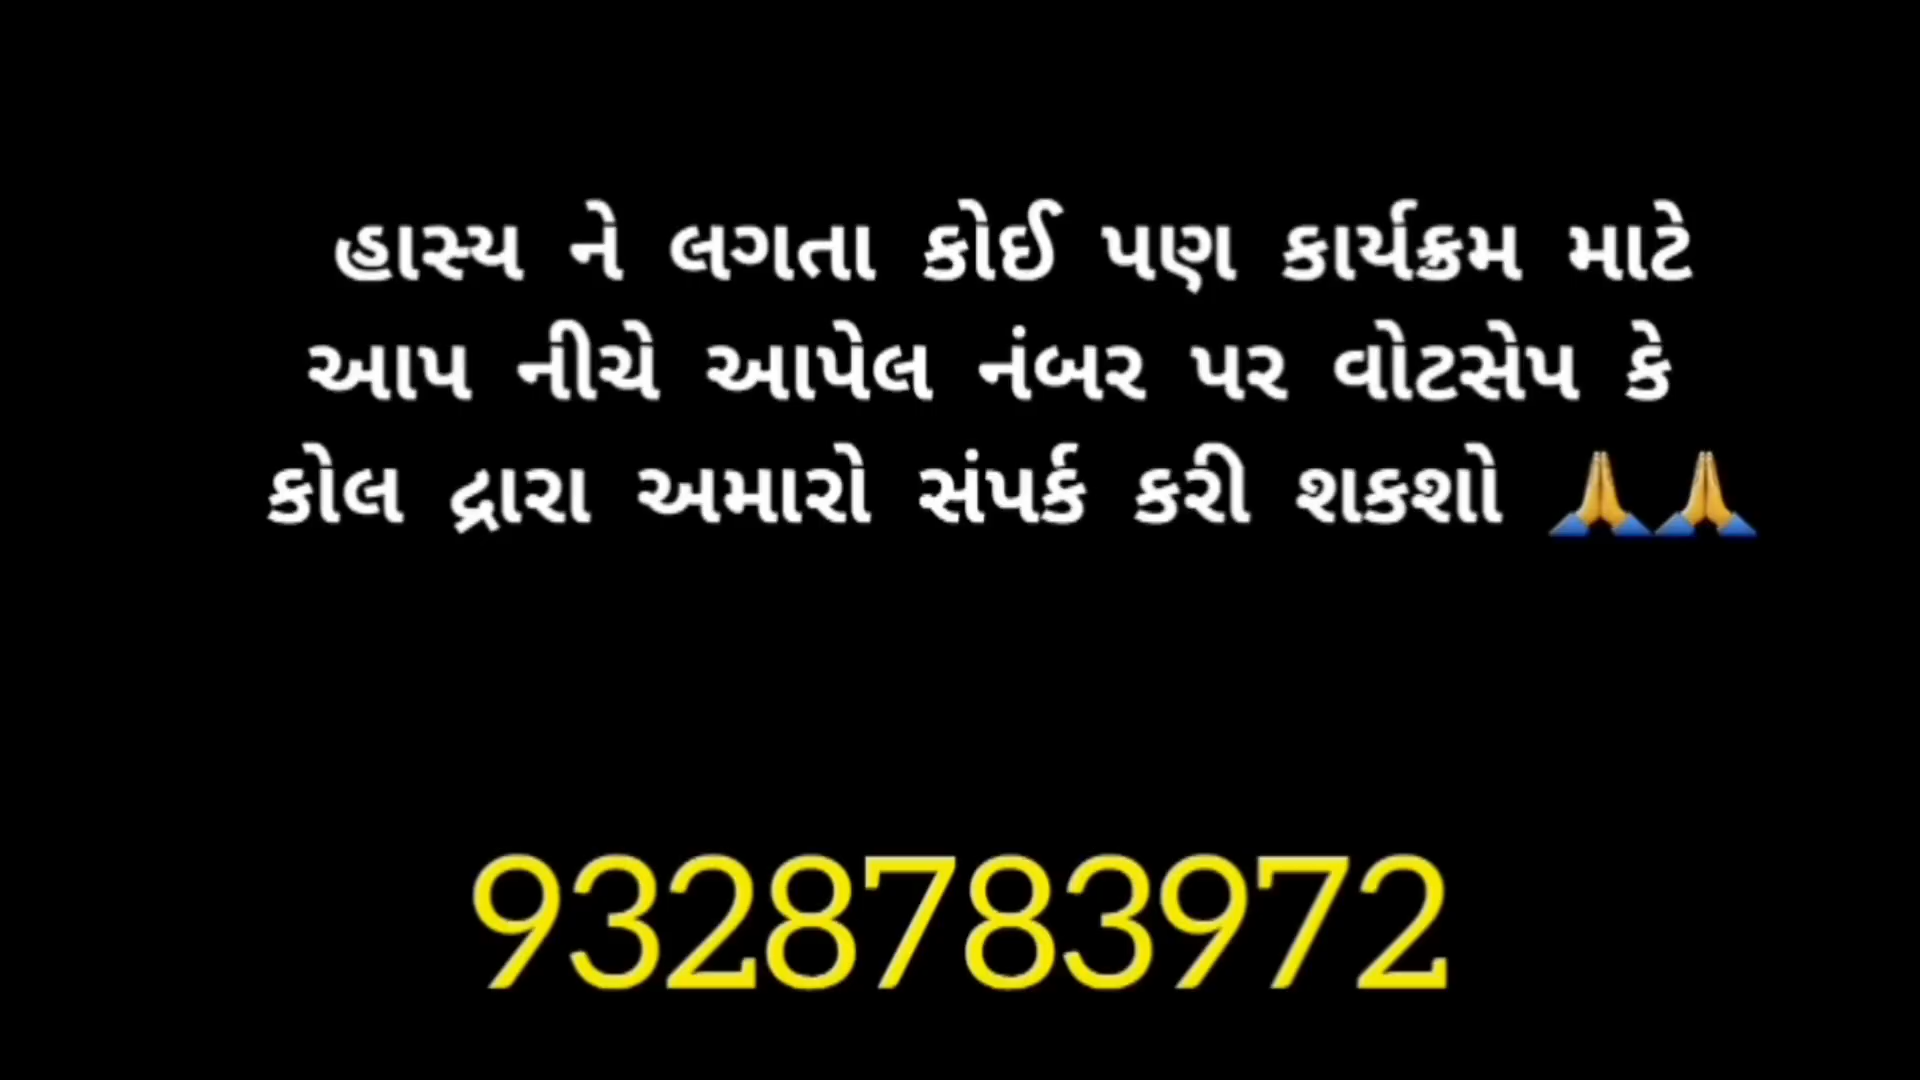 હાસ્ય ને લગતા કોઈ પણ કાર્યક્રમ માટે
આપ નીચે આપેલ નંબર પર વોટસેપ કે
કોલ દ્રારા અમારો સંપર્ક કરી શકશો 🙏🙏
9328783972